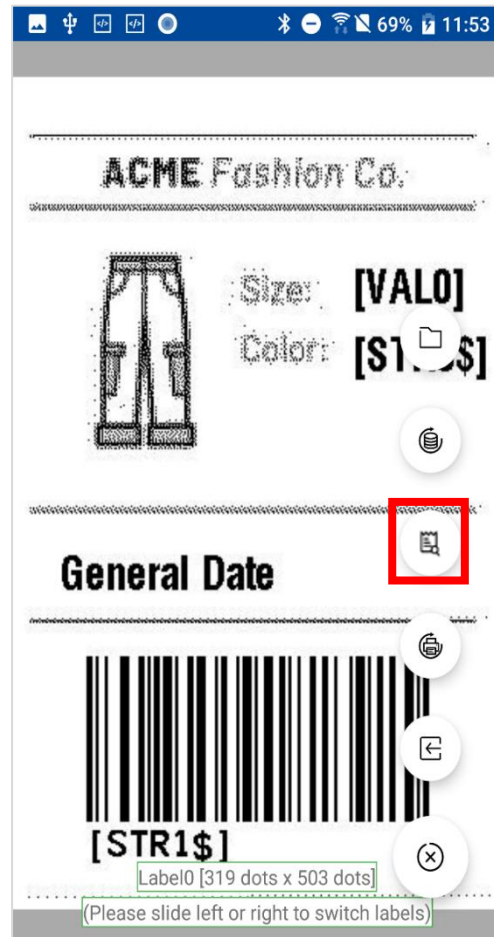 69% 11:53
ACME Fashion Co.
Size: [VAL0]
Color: [ST $]
General Date
[STR1$]
Label0 [319 dots x 503 dots]
(Please slide left or right to switch labels)